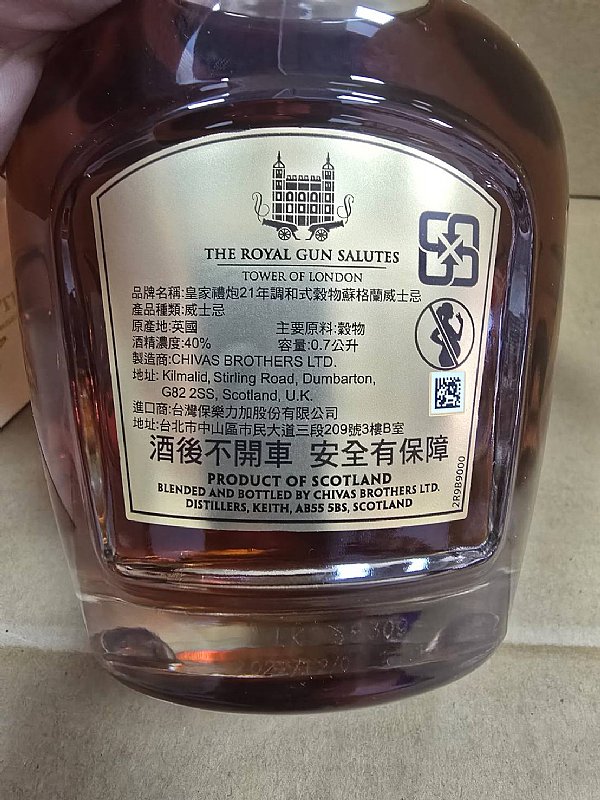 THE ROYAL GUN SALUTES
TOWER OF LONDON
品牌名稱:皇家禮炮21年調和式穀物蘇格蘭威士忌
產品種類:威士忌
原產地:英國 主要原料:穀物
酒精濃度:40% 容量:0.7公升
製造商:CHIVAS BROTHERS LTD.
地址: Kilmalid, Stirling Road, Dumbarton,
G82 2SS, Scotland, U.K.
進口商:台灣保樂力加股份有限公司
地址:台北市中山區市民大道三段209號3樓B室
酒後不開車 安全有保障
PRODUCT OF SCOTLAND
BLENDED AND BOTTLED BY CHIVAS BROTHERS LTD.
DISTILLERS, KEITH, AB55 5BS, SCOTLAND
2R9B9000